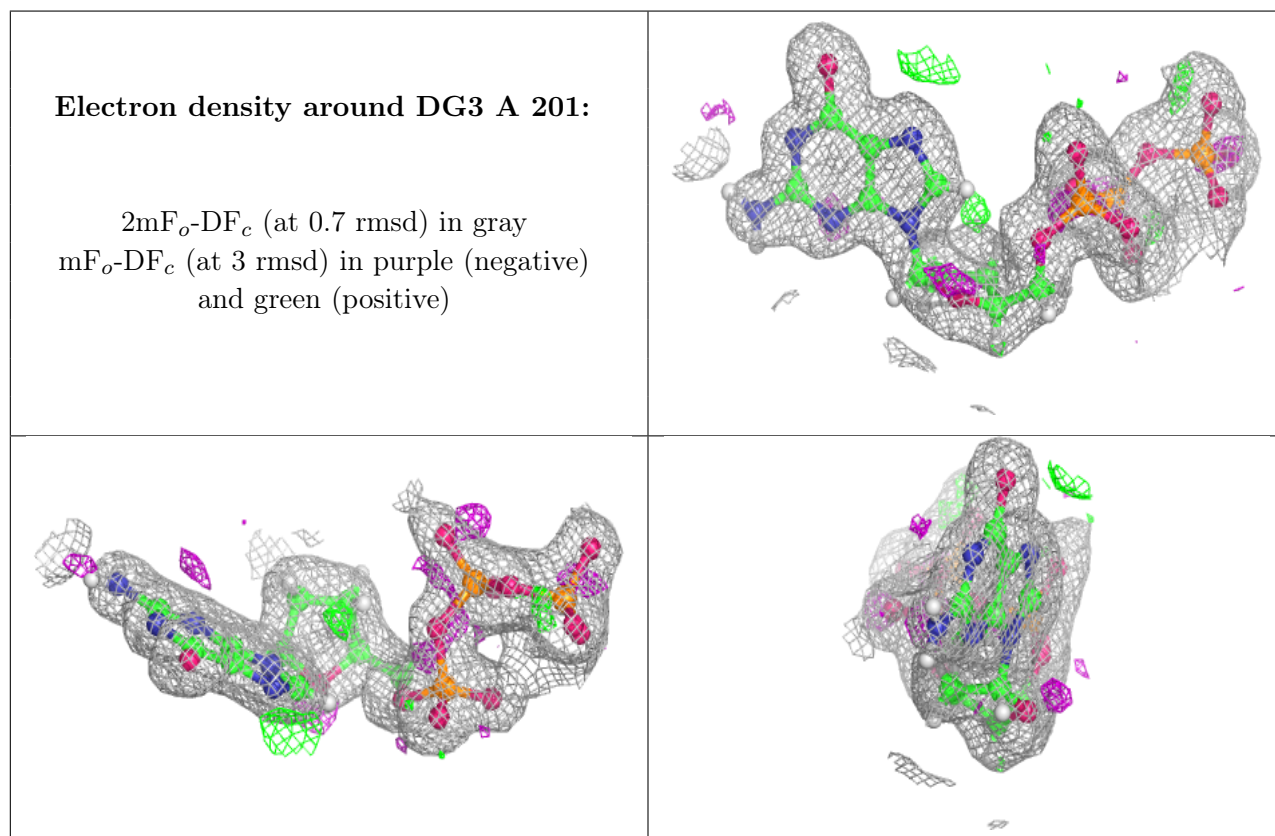 Electron density around DG3 A 201:
2mFo-DFc (at 0.7 rmsd) in gray
mFo-DFc (at 3 rmsd) in purple (negative)
and green (positive)